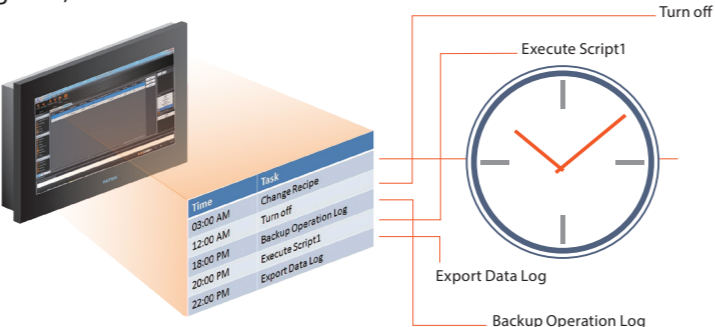 Turn off
Execute Script1
Time Task
03:00 AM Change Recipe
12:00 AM Turn off
18:00 PM Backup Operation Log
20:00 PM Execute Script1
22:00 PM Export Data Log
Export Data Log
Backup Operation Log